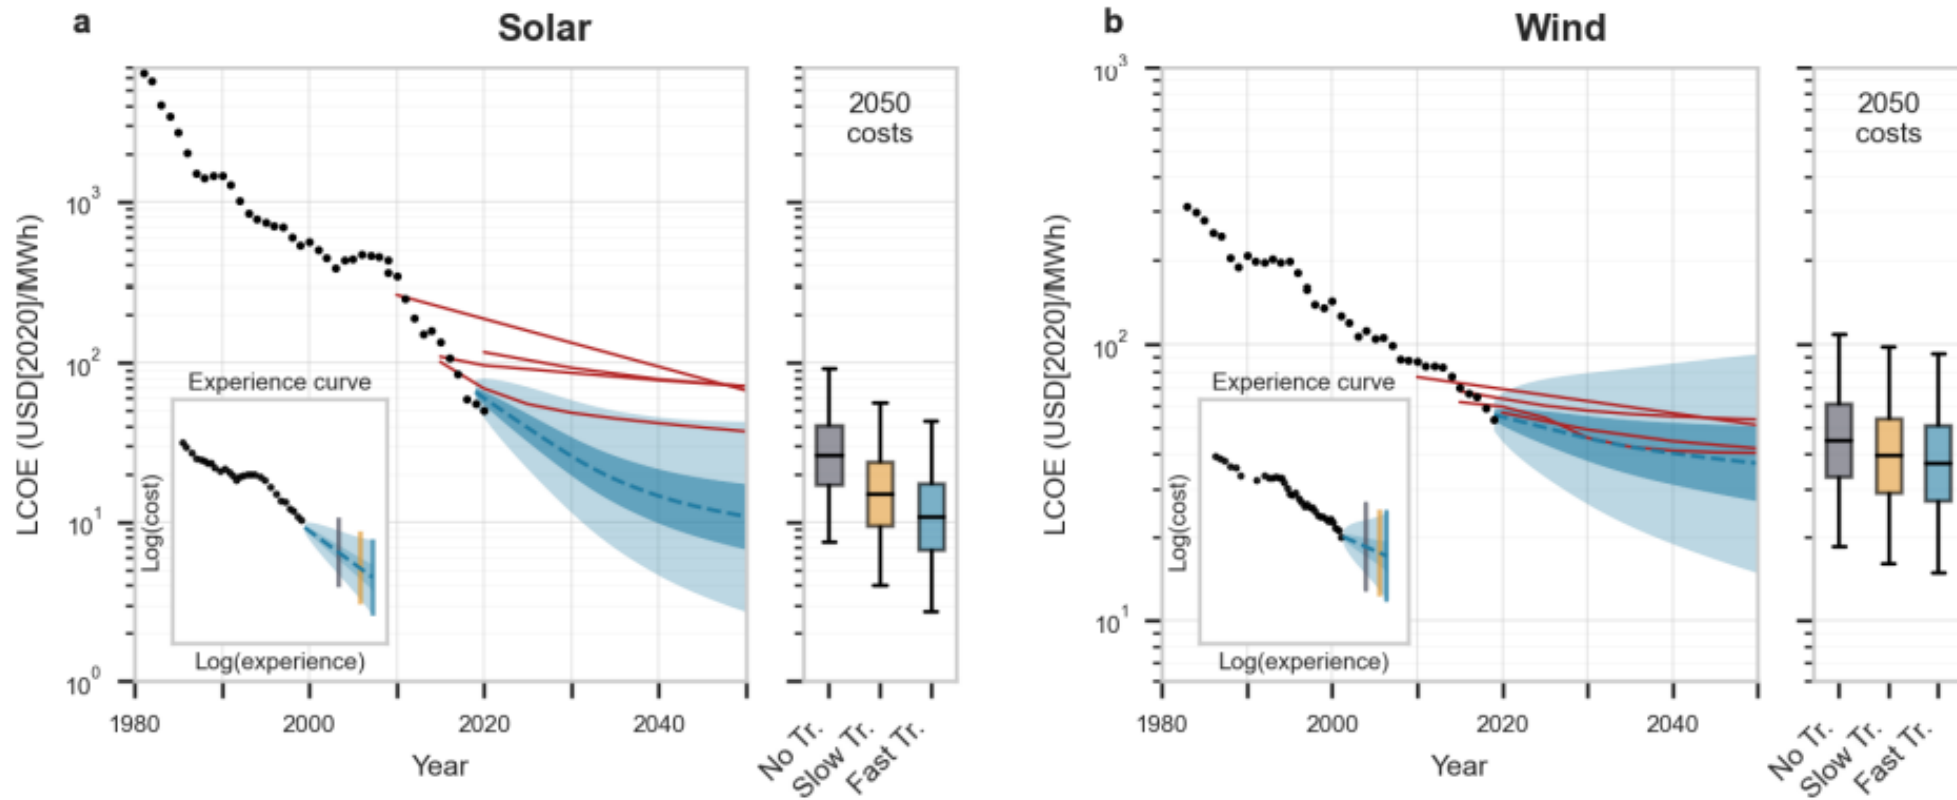 a
Solar
LCOE (USD[2020]/MWh)
10³
10²
10¹
10⁰
1980
2000
2020
2040
Year
Experience curve
Log(cost)
Log(experience)
2050
costs
No Tr.
Slow Tr.
Fast Tr.
b
Wind
LCOE (USD[2020]/MWh)
10³
10²
10¹
1980
2000
2020
2040
Year
Experience curve
Log(cost)
Log(experience)
2050
costs
No Tr.
Slow Tr.
Fast Tr.